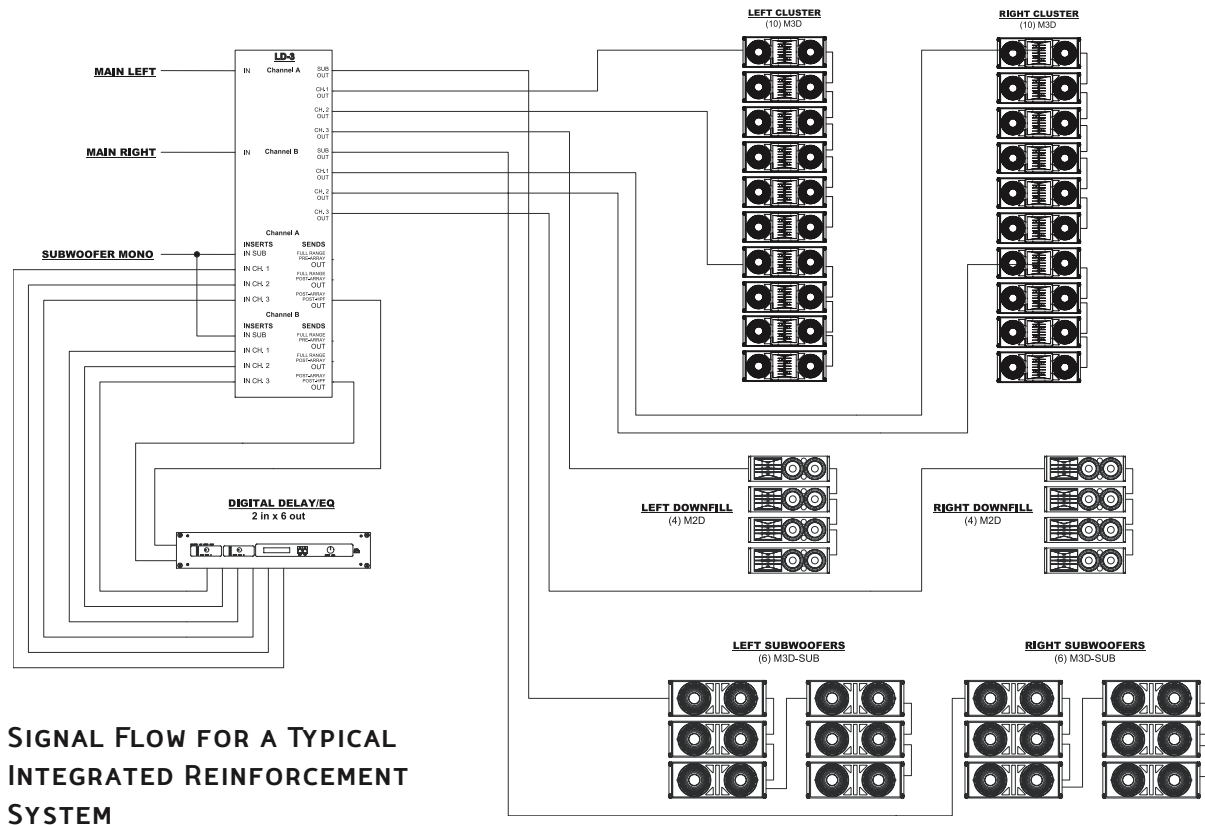 LEFT CLUSTER
(10) M3D
RIGHT CLUSTER
(10) M3D
LD-3
MAIN LEFT
IN
Channel A
SUB
OUT
CH.1
OUT
CH. 2
OUT
CH. 3
OUT
MAIN RIGHT
IN
Channel B
SUB
OUT
CH.1
OUT
CH. 2
OUT
CH. 3
OUT
Channel A
INSERTS
SENDS
SUBWOOFER MONO
IN SUB
IN CH. 1
IN CH. 2
IN CH. 3
FULL RANGE
PRE-ARRAY
OUT
FULL RANGE
POST-ARRAY
OUT
POST-ARRAY
POST-HPF
OUT
Channel B
INSERTS
SENDS
IN SUB
IN CH. 1
IN CH. 2
IN CH. 3
FULL RANGE
PRE-ARRAY
OUT
FULL RANGE
POST-ARRAY
OUT
POST-ARRAY
POST-HPF
OUT
DIGITAL DELAY/EQ
2 in x 6 out
LEFT DOWNFILL
(4) M2D
RIGHT DOWNFILL
(4) M2D
LEFT SUBWOOFERS
(6) M3D-SUB
RIGHT SUBWOOFERS
(6) M3D-SUB
SIGNAL FLOW FOR A TYPICAL
INTEGRATED REINFORCEMENT
SYSTEM